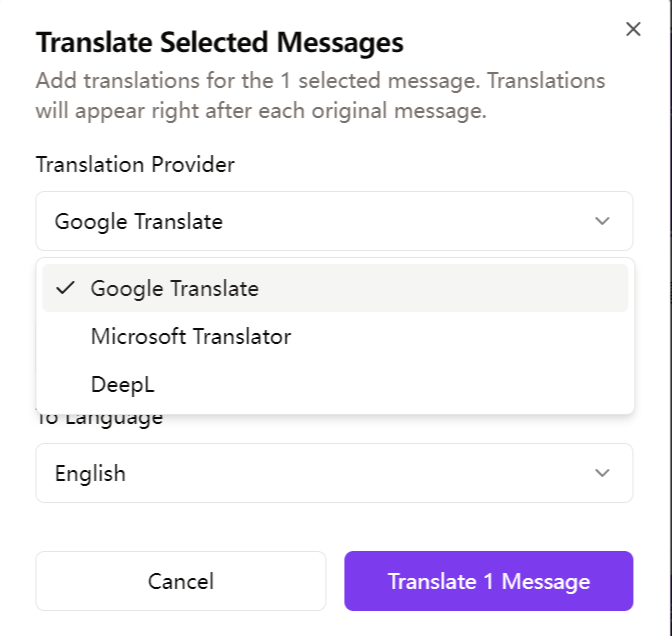 Translate Selected Messages
Add translations for the 1 selected message. Translations
will appear right after each original message.
Translation Provider
Google Translate
Google Translate
Microsoft Translator
DeepL
To Language
English
Cancel
Translate 1 Message